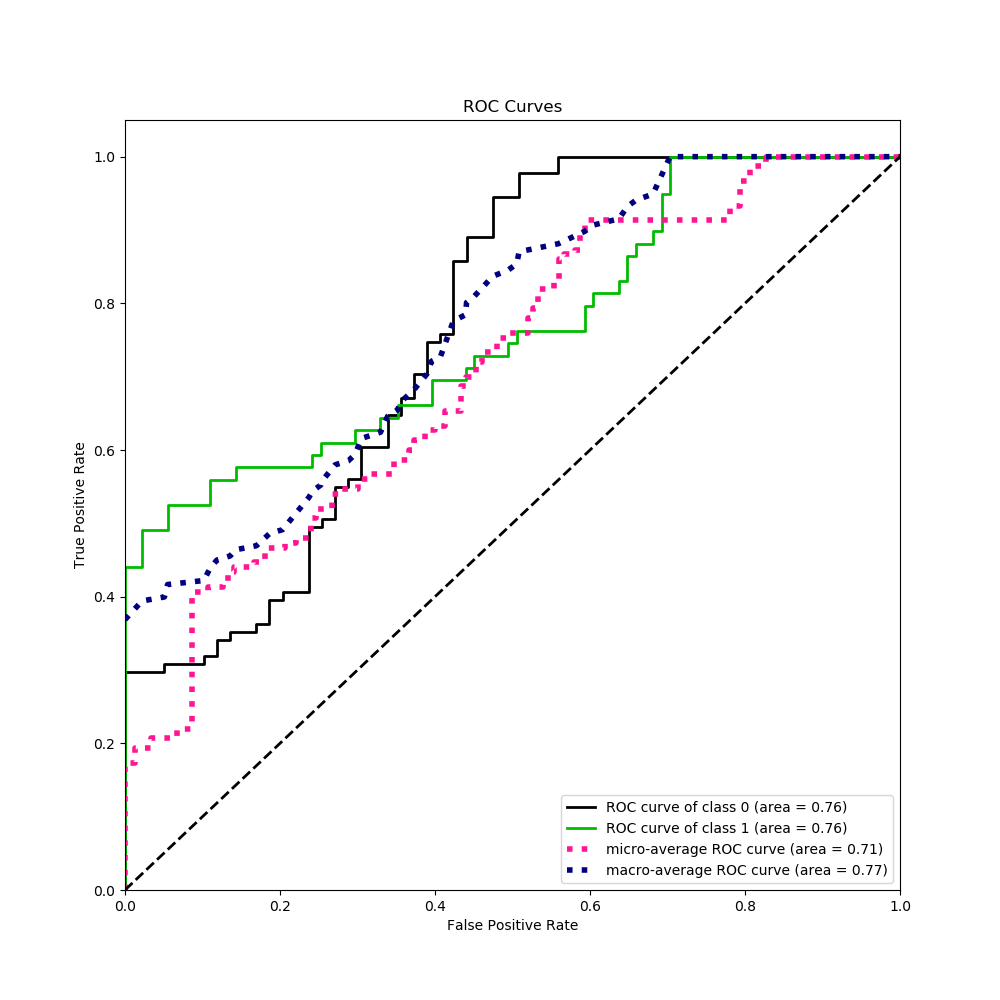 ROC Curves
True Positive Rate
1.0
0.8
0.6
0.4
0.2
0.0
0.0 0.2 0.4 0.6 0.8 1.0
False Positive Rate
ROC curve of class 0 (area = 0.76)
ROC curve of class 1 (area = 0.76)
micro-average ROC curve (area = 0.71)
macro-average ROC curve (area = 0.77)